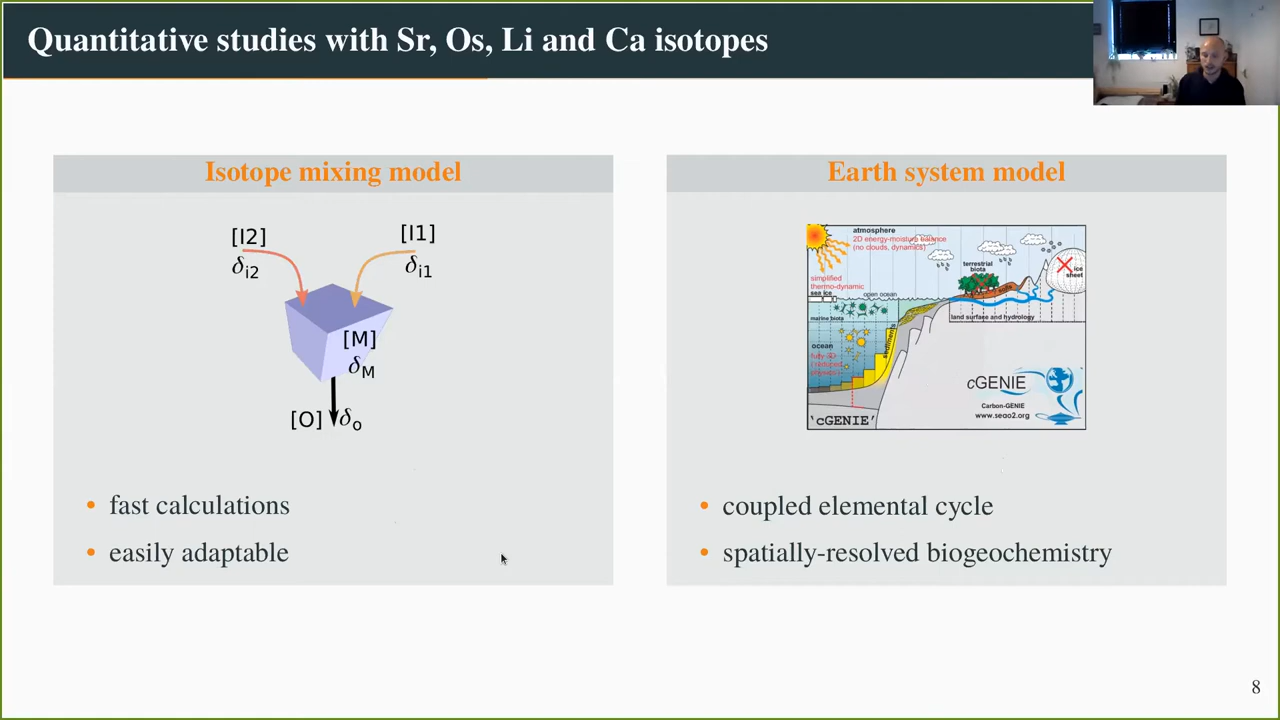 Quantitative studies with Sr, Os, Li and Ca isotopes
Isotope mixing model
[I2]
δi2
[I1]
δi1
[M]
δM
[O] δo
• fast calculations
• easily adaptable
Earth system model
atmosphere
2D energy-moisture balance
(no clouds, dynamics)
simplified
thermo-dynamic
sea ice
open ocean
terrestrial
biota
soils
ice
sheet
marine biota
land surface and hydrology
ocean
fully 3D
physics
sediments
cGENIE
Carbon-GENIE
www.seao2.org
'cGENIE'
• coupled elemental cycle
• spatially-resolved biogeochemistry
8